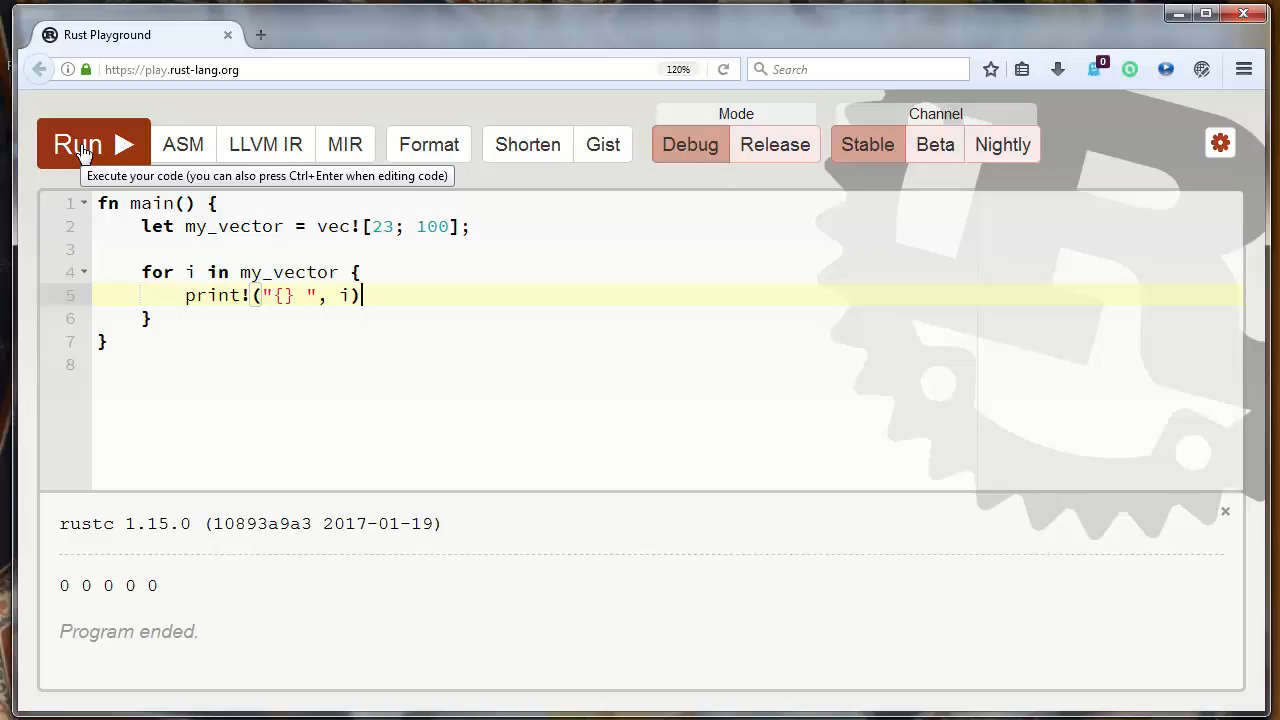 Rust Playground
https://play.rust-lang.org
120%
Search
0
Run
ASM
LLVM IR
MIR
Format
Shorten
Gist
Mode
Debug
Release
Channel
Stable
Beta
Nightly
Execute your code (you can also press Ctrl+Enter when editing code)
1 fn main() {
2 let my_vector = vec![23; 100];
3
4 for i in my_vector {
5 print!("{} ", i)
6 }
7 }
8
rustc 1.15.0 (10893a9a3 2017-01-19)
0 0 0 0 0
Program ended.